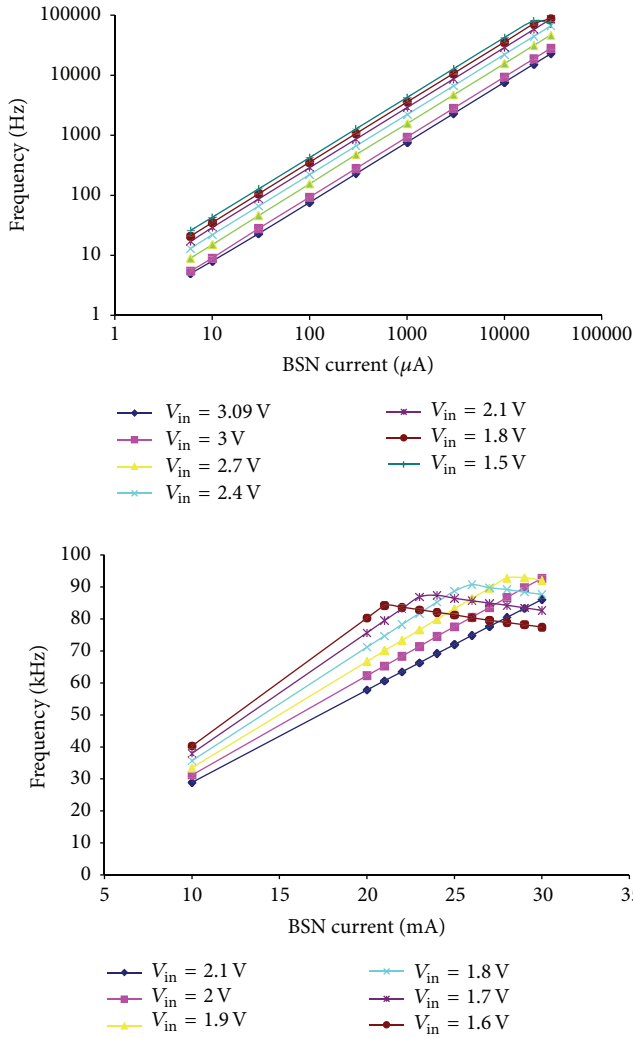 100000
10000
1000
100
10
1
Frequency (Hz)
1 10 100 1000 10000 100000
BSN current (μA)
V_in = 3.09 V
V_in = 3 V
V_in = 2.7 V
V_in = 2.4 V
V_in = 2.1 V
V_in = 1.8 V
V_in = 1.5 V
100
90
80
70
60
50
40
30
20
10
0
Frequency (kHz)
5 10 15 20 25 30
BSN current (mA)
V_in = 2.1 V
V_in = 2 V
V_in = 1.9 V
V_in = 1.8 V
V_in = 1.7 V
V_in = 1.6 V